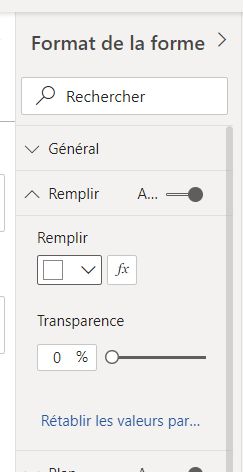 Format de la forme
Rechercher
Général
Remplir A...
Remplir
fx
Transparence
0 %
Rétablir les valeurs par...